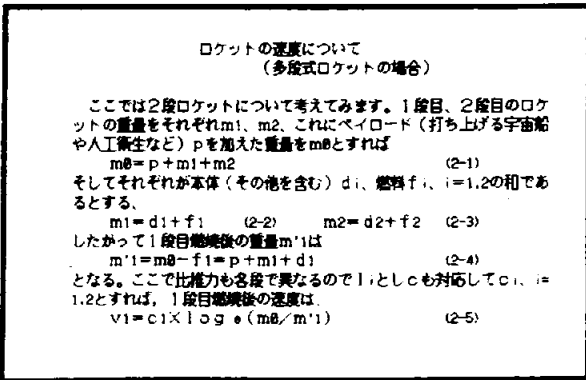 ロケットの速度について
(多段式ロケットの場合)
ここでは2段ロケットについて考えてみます。1段目、2段目のロケ
ットの重量をそれぞれm1、m2、これにペイロード(打ち上げる宇宙船
や人工衛生など)pを加えた重量をm0とすれば
m0=p+m1+m2 (2-1)
そしてそれぞれが本体(その他を含む)di、燃料fi、i=1.2の和であ
るとする、
m1=d1+f1 (2-2) m2=d2+f2 (2-3)
したがって1段目燃焼後の重量m'1は
m'1=m0-f1=p+m1+d1 (2-4)
となる。ここで比推力も各段で異なるのでIiとしcも対応してci、i=
1.2とすれば, 1段目燃焼後の速度は
v1=c1×log e(m0/m'1) (2-5)